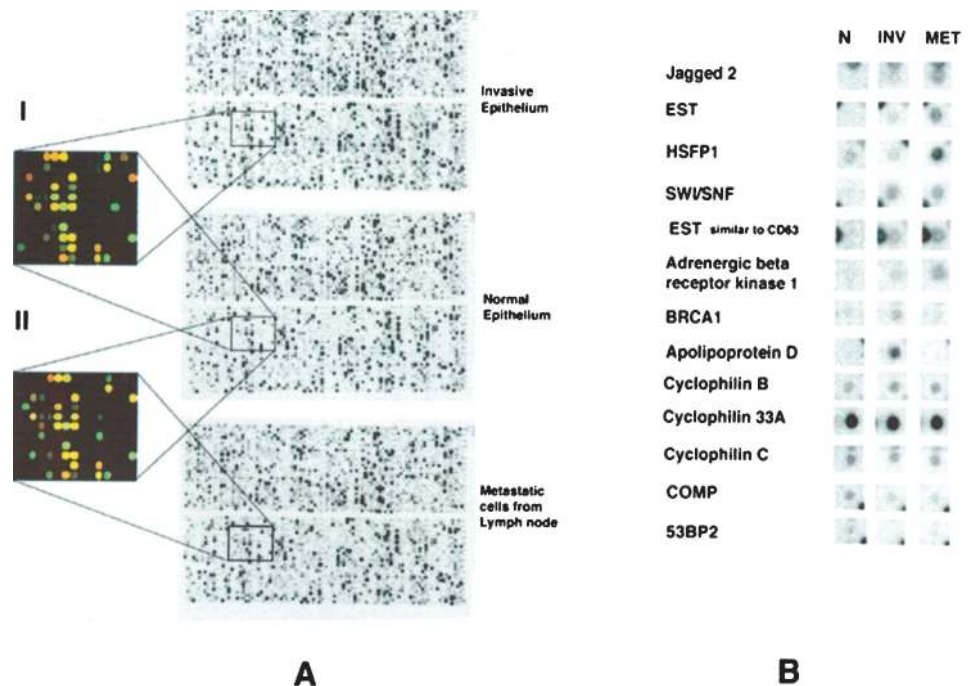 I
II
Invasive
Epithelium
Normal
Epithelium
Metastatic
cells from
Lymph node
A
N INV MET
Jagged 2
EST
HSFP1
SWI/SNF
EST similar to CD63
Adrenergic beta
receptor kinase 1
BRCA1
Apolipoprotein D
Cyclophilin B
Cyclophilin 33A
Cyclophilin C
COMP
53BP2
B